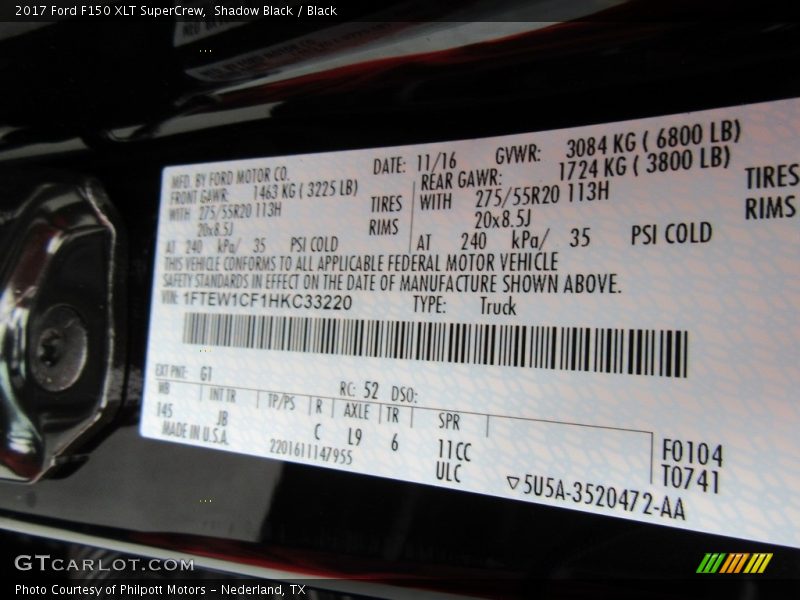 2017 Ford F150 XLT SuperCrew, Shadow Black / Black
MFD. BY FORD MOTOR CO. DATE: 11/16 GVWR: 3084 KG ( 6800 LB)
FRONT GAWR: 1463 KG ( 3225 LB) REAR GAWR: 1724 KG ( 3800 LB)
WITH 275/55R20 113H TIRES WITH 275/55R20 113H TIRES
20x8.5J RIMS 20x8.5J RIMS
AT 240 kPa/ 35 PSI COLD AT 240 kPa/ 35 PSI COLD
THIS VEHICLE CONFORMS TO ALL APPLICABLE FEDERAL MOTOR VEHICLE
SAFETY STANDARDS IN EFFECT ON THE DATE OF MANUFACTURE SHOWN ABOVE.
VIN: 1FTEW1CF1HKC33220 TYPE: Truck
EXT PNT: G1 RC: 52 DSO:
WB INT TR TP/PS R AXLE TR SPR
145 JB C L9 6 11CC
MADE IN U.S.A. 2201611147955 ULC
F0104
T0741
5U5A-3520472-AA
GTCARLOT.COM
Photo Courtesy of Philpott Motors - Nederland, TX